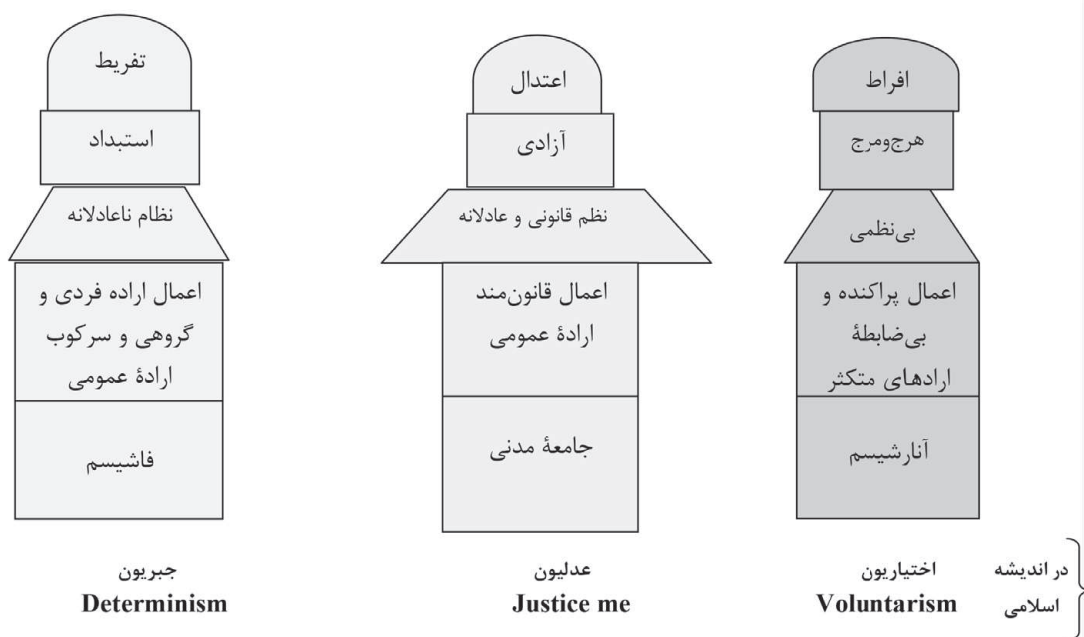 افراط
هرج‌ومرج
بی‌نظمی
اعمال پراکنده و
بی‌ضابطهٔ
ارادهای متکثر
آنارشیسم
اعتدال
آزادی
نظم قانونی و عادلانه
اعمال قانون‌مند
ارادهٔ عمومی
جامعهٔ مدنی
تفریط
استبداد
نظام ناعادلانه
اعمال اراده فردی و
گروهی و سرکوب
ارادهٔ عمومی
فاشیسم
در اندیشه
اسلامی
اختیاریون
Voluntarism
عدلیون
Justice me
جبریون
Determinism